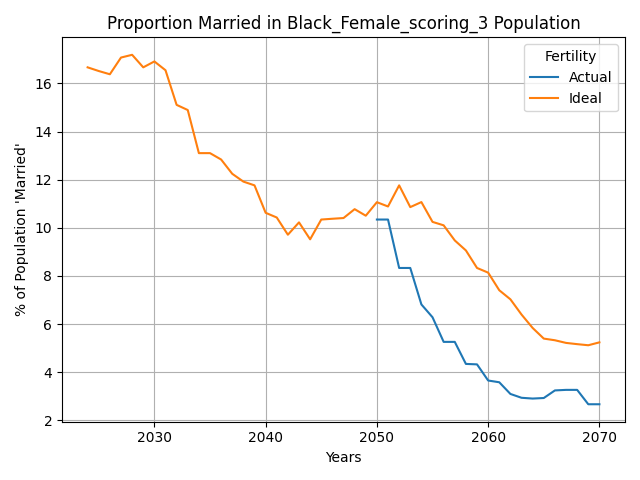 Proportion Married in Black_Female_scoring_3 Population
% of Population 'Married'
16
14
12
10
8
6
4
2
Fertility
Actual
Ideal
2030 2040 2050 2060 2070
Years